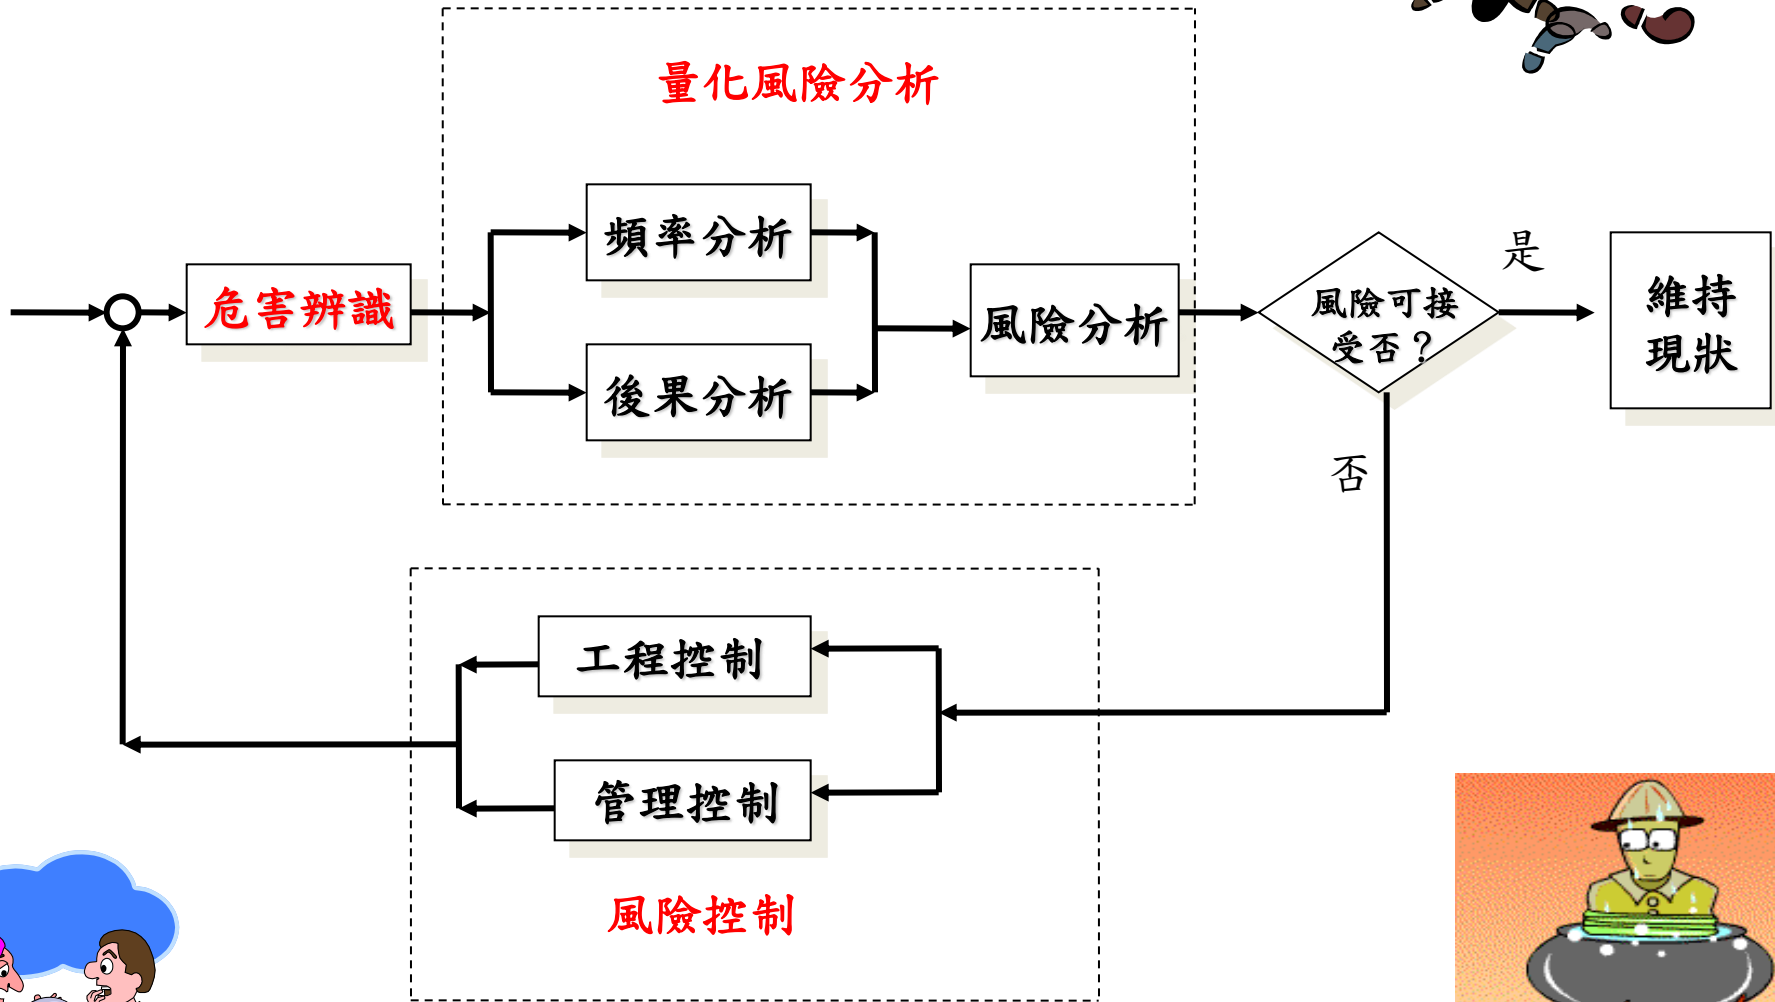 量化風險分析
頻率分析
危害辨識
後果分析
風險分析
風險可接
受否？
是
維持
現狀
否
工程控制
管理控制
風險控制